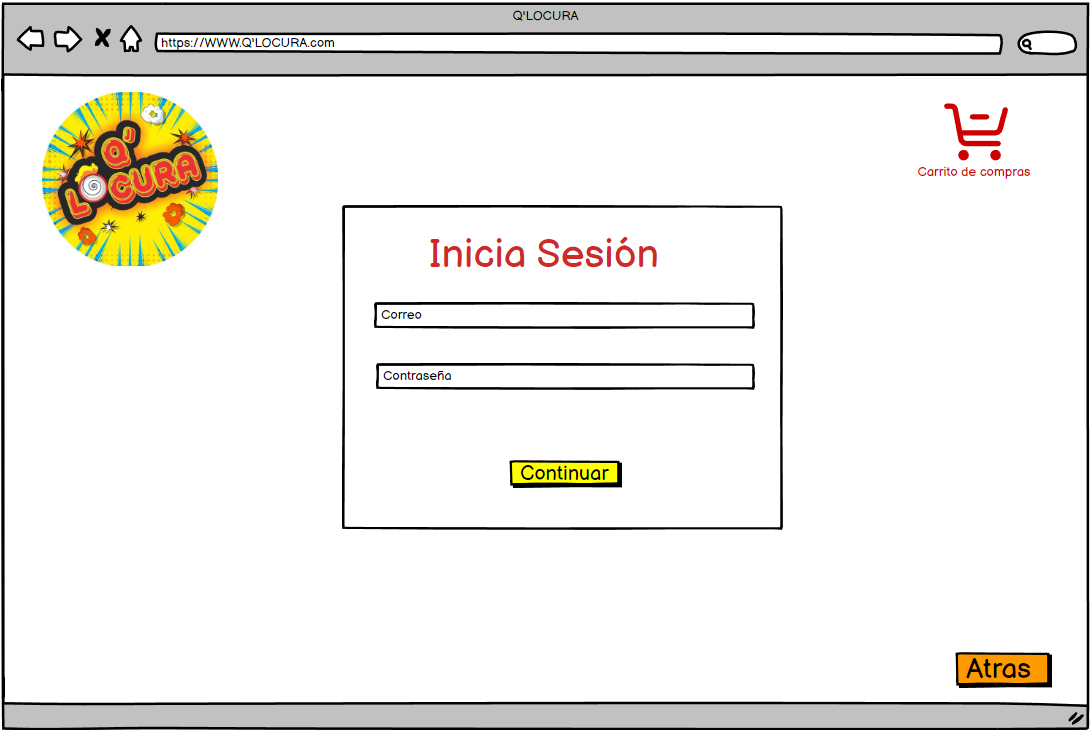 Q'LOCURA
https://WWW.Q'LOCURA.com
Q'
LOCURA
Carrito de compras
Inicia Sesión
Correo
Contraseña
Continuar
Atras